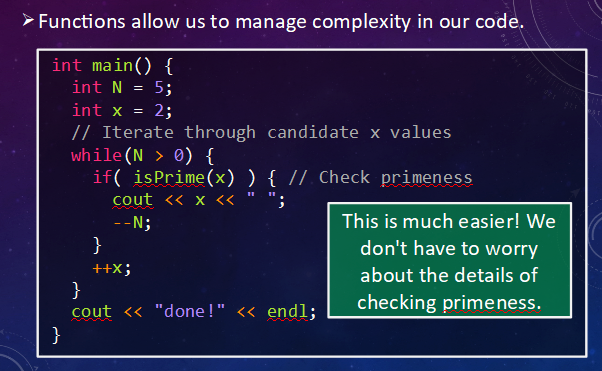 ➢ Functions allow us to manage complexity in our code.
int main() {
  int N = 5;
  int x = 2;
  // Iterate through candidate x values
  while(N > 0) {
    if( isPrime(x) ) { // Check primeness
      cout << x << " ";
      --N;
    }
    ++x;
  }
  cout << "done!" << endl;
}
This is much easier! We
don't have to worry
about the details of
checking primeness.